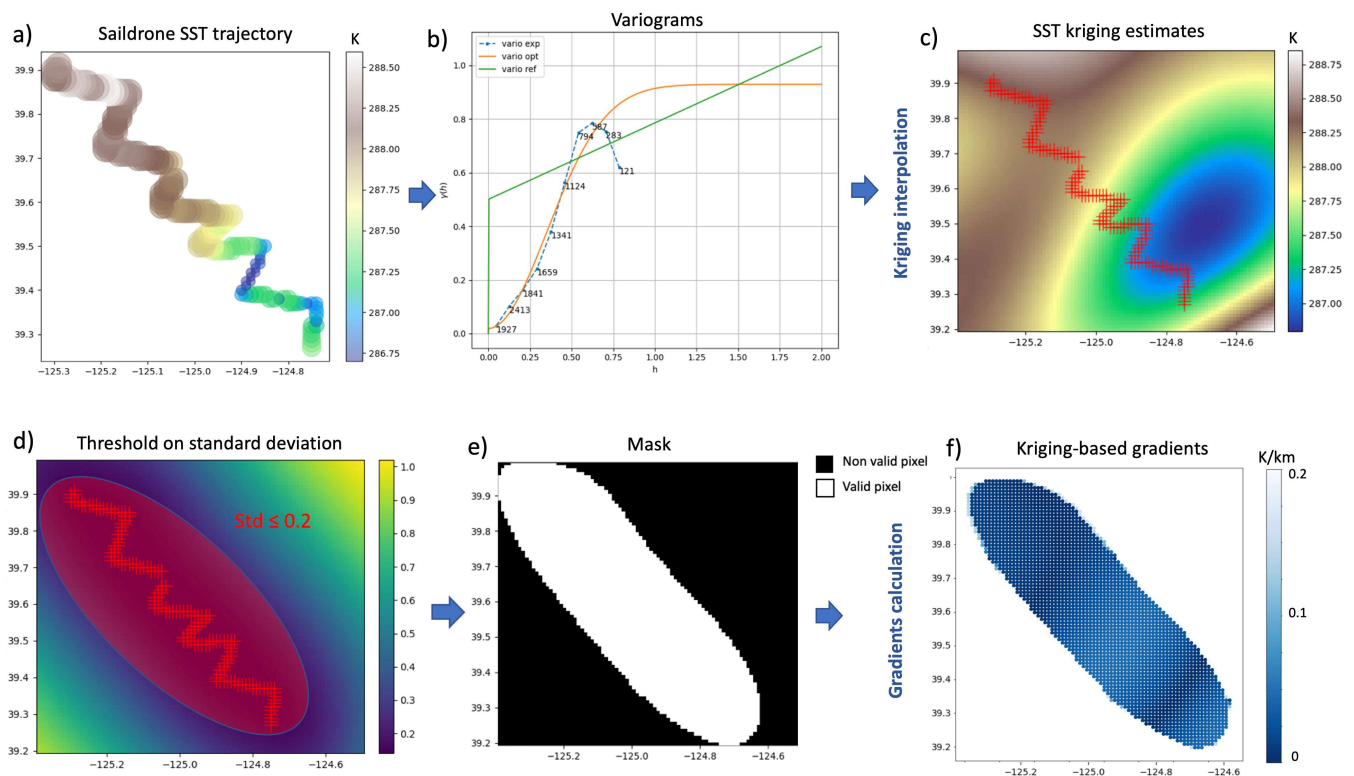 a)
Saildrone SST trajectory
K
39.9
39.8
39.7
39.6
39.5
39.4
39.3
−125.3 −125.2 −125.1 −125.0 −124.9 −124.8
288.50
288.25
288.00
287.75
287.50
287.25
287.00
286.75
b)
Variograms
vario exp
vario opt
vario ref
γ(h)
1.0
0.8
0.6
0.4
0.2
0.0
587
794
283
121
1124
1341
1659
1841
2413
1927
0.00 0.25 0.50 0.75 1.00 1.25 1.50 1.75 2.00
h
Kriging interpolation
c)
SST kriging estimates
K
39.9
39.8
39.7
39.6
39.5
39.4
39.3
39.2
−125.2 −125.0 −124.8 −124.6
288.75
288.50
288.25
288.00
287.75
287.50
287.25
287.00
d)
Threshold on standard deviation
Std ≤ 0.2
39.9
39.8
39.7
39.6
39.5
39.4
39.3
39.2
−125.2 −125.0 −124.8 −124.6
1.0
0.9
0.8
0.7
0.6
0.5
0.4
0.3
0.2
e)
Mask
Non valid pixel
Valid pixel
39.9
39.8
39.7
39.6
39.5
39.4
39.3
39.2
−125.2 −125.0 −124.8 −124.6
Gradients calculation
f)
Kriging-based gradients
K/km
39.9
39.8
39.7
39.6
39.5
39.4
39.3
39.2
−125.2 −125.0 −124.8 −124.6
0.2
0.1
0